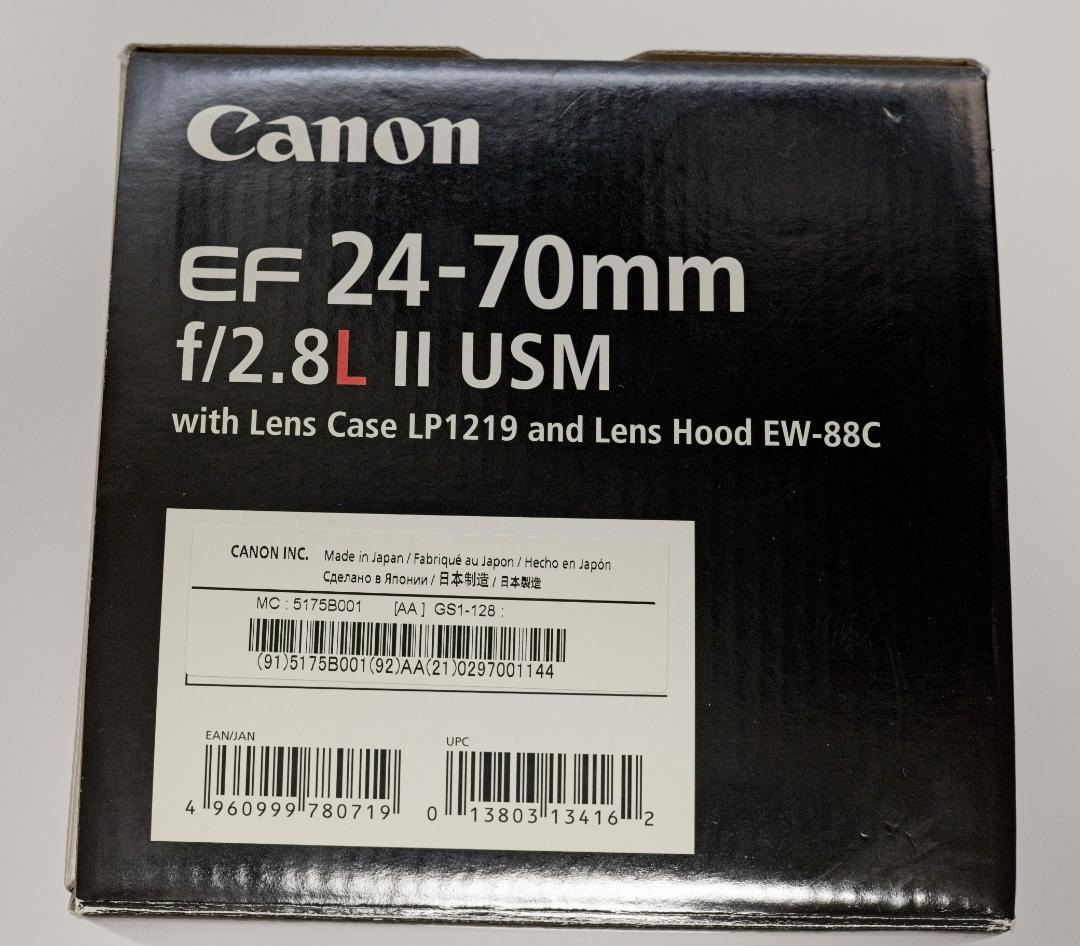 Canon
EF 24-70mm
f/2.8L II USM
with Lens Case LP1219 and Lens Hood EW-88C
CANON INC. Made in Japan / Fabriqué au Japon / Hecho en Japón
Сделано в Японии / 日本制造 / 日本製造
MC : 5175B001 [AA ] GS1-128 :
(91)5175B001(92)AA(21)0297001144
EAN/JAN
4 960999 780719
UPC
0 13803 13416 2